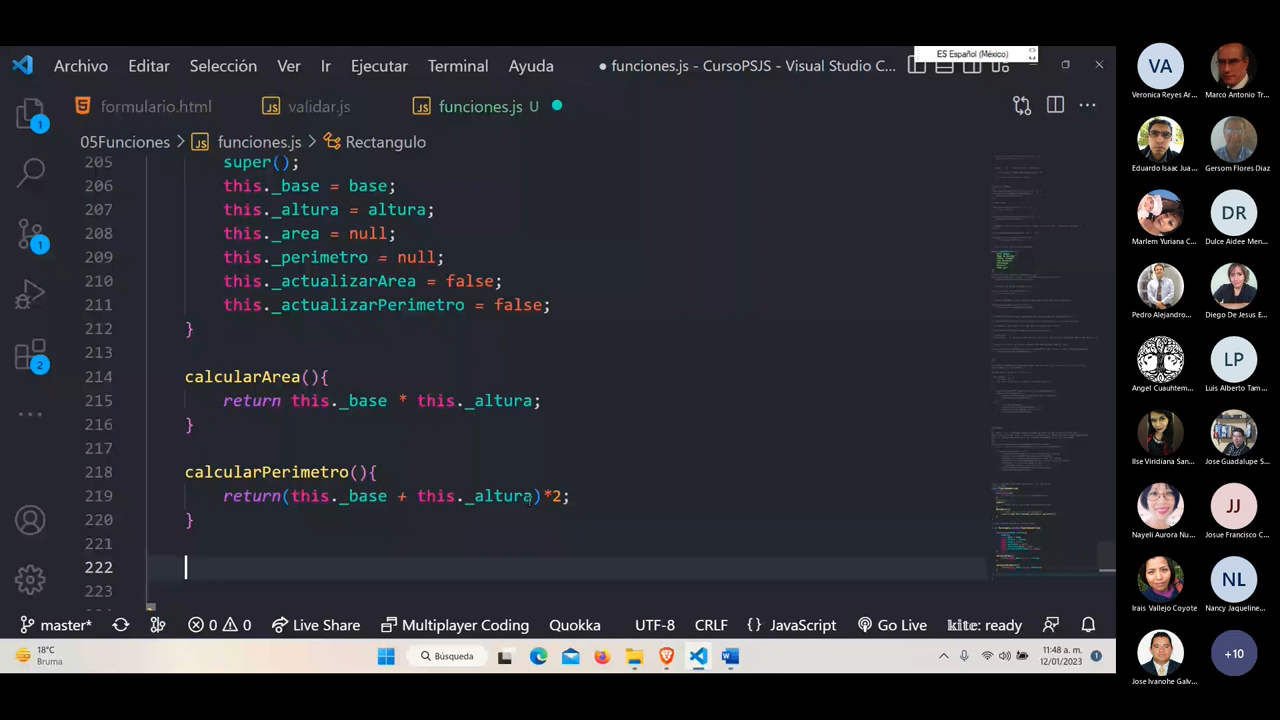 ES Español (México)
Archivo Editar Selección Ver Ir Ejecutar Terminal Ayuda
funciones.js - CursoPSJS - Visual Studio C...
formulario.html
JS validar.js
JS funciones.js U
05Funciones > JS funciones.js > Rectangulo
205 super();
206 this._base = base;
207 this._altura = altura;
208 this._area = null;
209 this._perimetro = null;
210 this._actualizarArea = false;
211 this._actualizarPerimetro = false;
212 }
213
214 calcularArea(){
215 return this._base * this._altura;
216 }
217
218 calcularPerimetro(){
219 return(this._base + this._altura)*2;
220 }
221
222
223
1
1
2
master* 0 0 Live Share Multiplayer Coding Quokka UTF-8 CRLF {} JavaScript Go Live kite: ready
18°C
Bruma
Búsqueda
11:48 a. m.
12/01/2023
1
VA
Veronica Reyes Ar...
Marco Antonio Tr...
Eduardo Isaac Jua...
Gersom Flores Diaz
DR
Marlem Yuriana C...
Dulce Aidee Men...
Pedro Alejandro...
Diego De Jesus E...
LP
Angel Cuauhtem...
Luis Alberto Tam...
Ilse Viridiana San...
Jose Guadalupe S...
JJ
Nayeli Aurora Nu...
Josue Francisco C...
NL
Irais Vallejo Coyote
Nancy Jaqueline...
+10
Jose Ivanohe Galv...